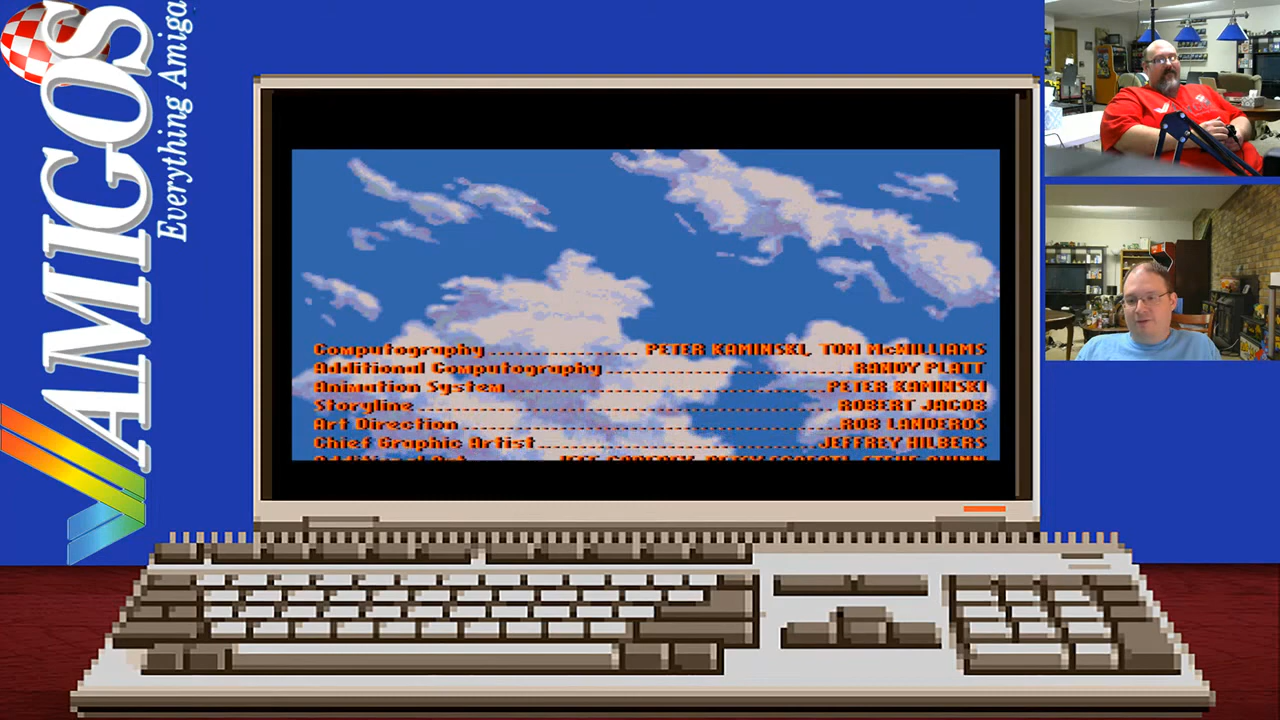 AMIGOS
Everything Amiga
Computography .................. PETER KAMINSKI, TOM McWILLIAMS
Additional Computography .................. RANDY PLATT
Animation System .................. PETER KAMINSKI
Storyline .................. ROBERT JACOB
Art Direction .................. ROB LANDEROS
Chief Graphic Artist .................. JEFFREY HILBERS